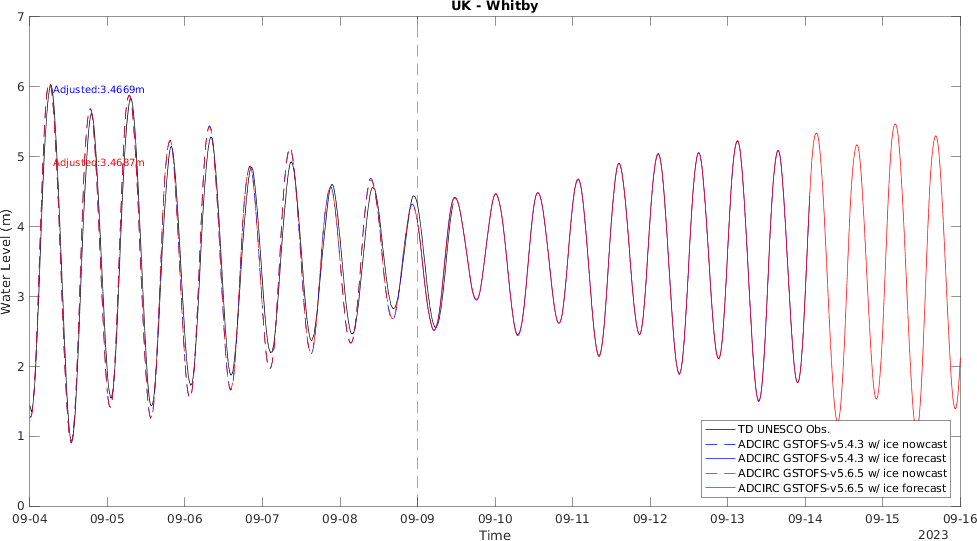 UK - Whitby
7
6
5
4
3
2
1
0
Water Level (m)
Adjusted:3.4669m
Adjusted:3.4687m
TD UNESCO Obs.
ADCIRC GSTOFS-v5.4.3 w/ ice nowcast
ADCIRC GSTOFS-v5.4.3 w/ ice forecast
ADCIRC GSTOFS-v5.6.5 w/ ice nowcast
ADCIRC GSTOFS-v5.6.5 w/ ice forecast
09-04 09-05 09-06 09-07 09-08 09-09 09-10 09-11 09-12 09-13 09-14 09-15 09-16
Time
2023